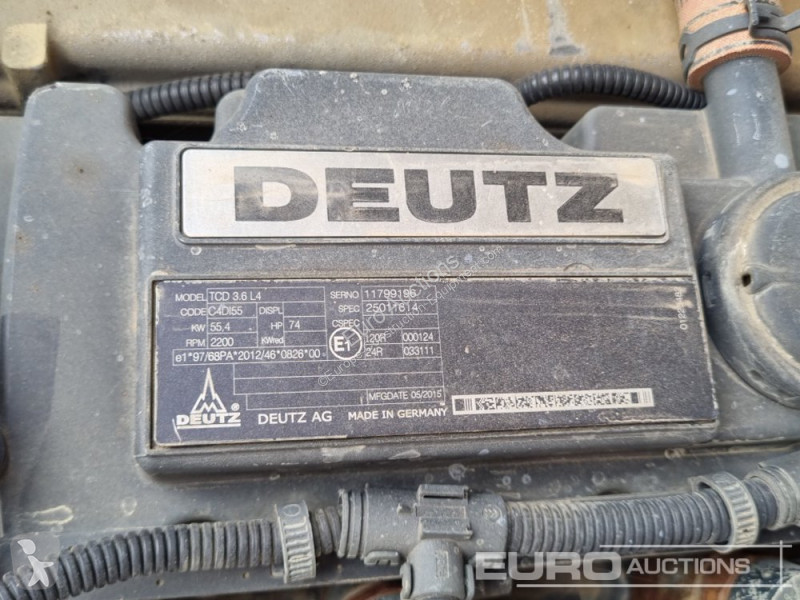 DEUTZ
MODEL TCD 3.6 L4 SERNO 11799196
CODE C4DI55 DISPL SPEC 25011614
KW 55,4 HP 74 CSPEC
RPM 2200 KWred E1 120R 000124
e1*97/68PA*2012/46*0826*00 24R 033111
MFGDATE 05/2015
DEUTZ ® DEUTZ AG MADE IN GERMANY
EURO AUCTIONS